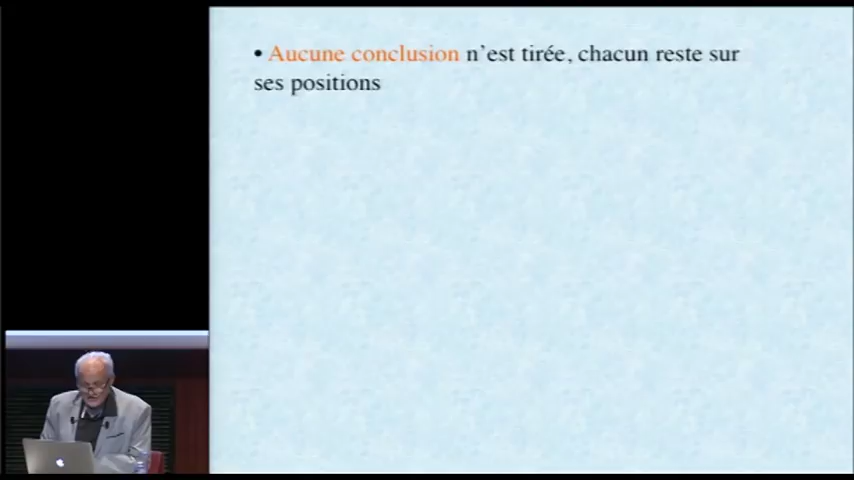 • Aucune conclusion n’est tirée, chacun reste sur
ses positions